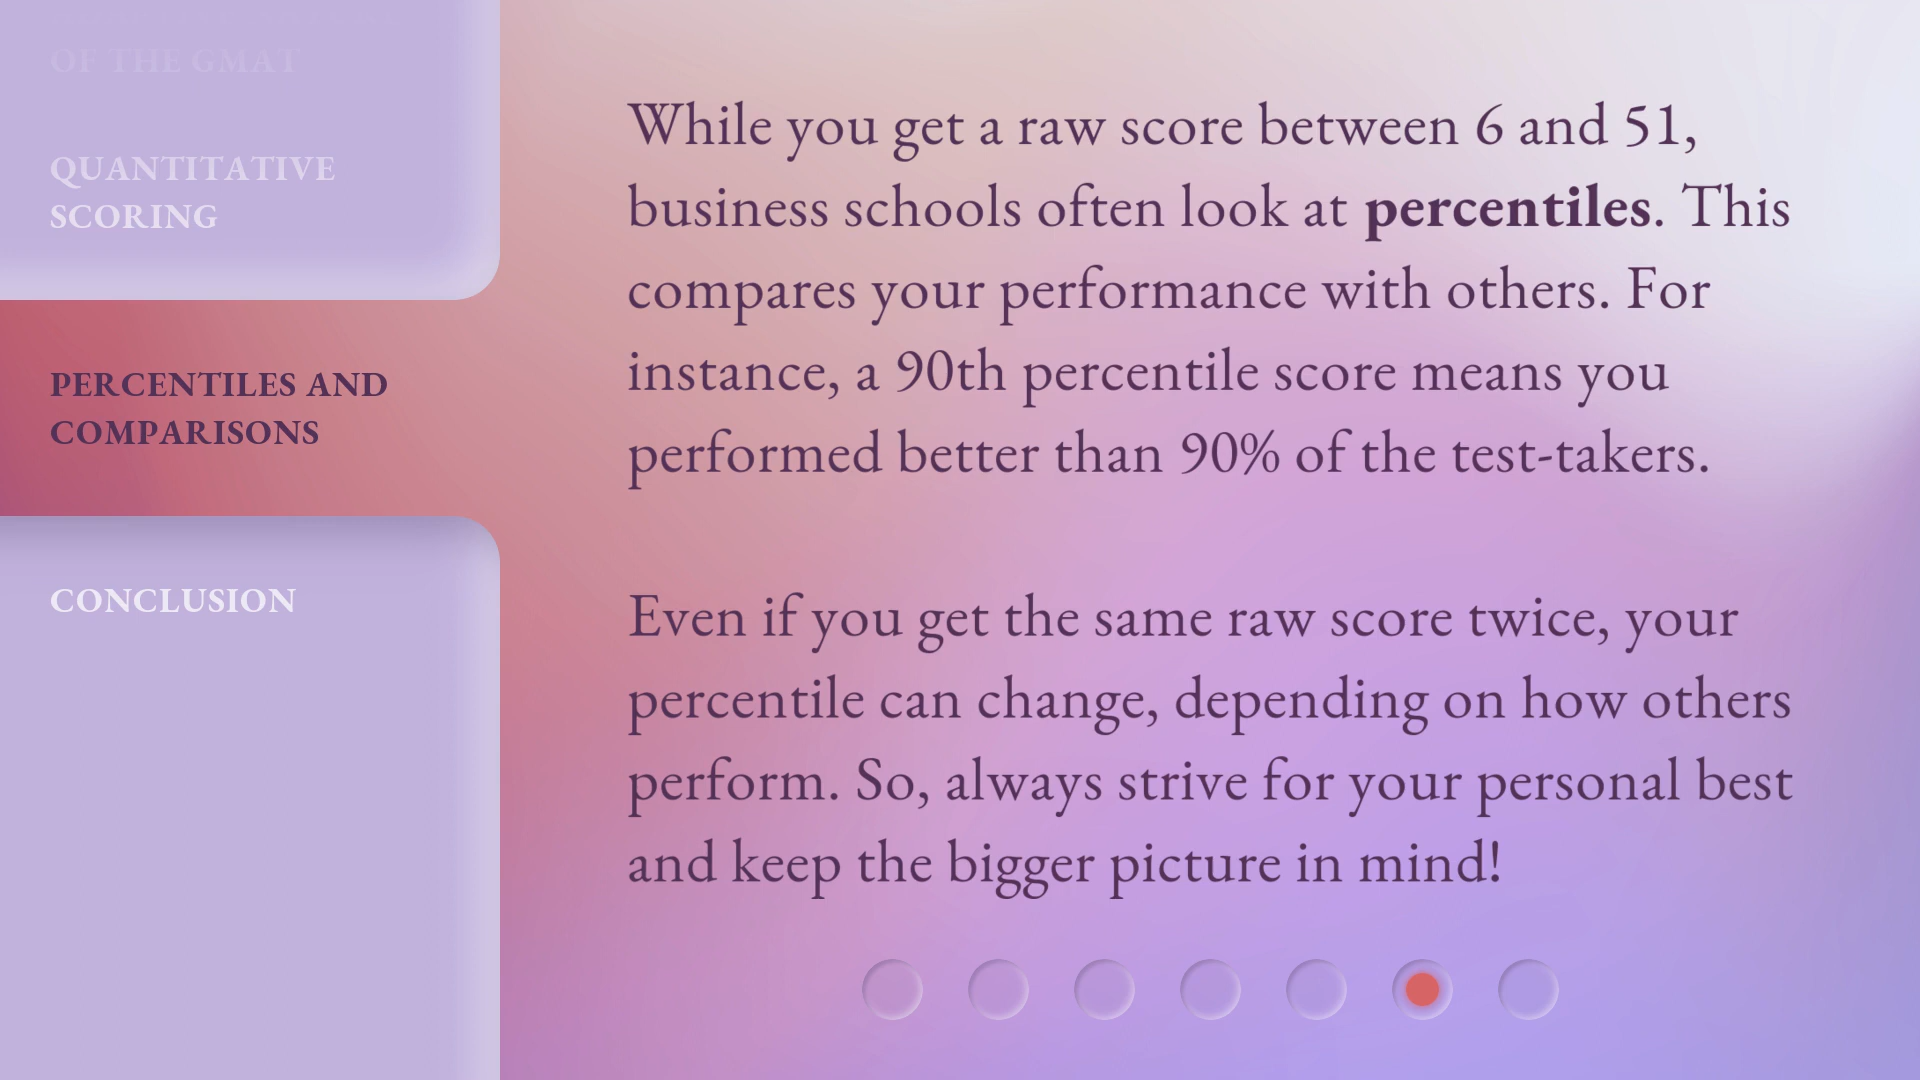 OF THE GMAT
QUANTITATIVE
SCORING
PERCENTILES AND
COMPARISONS
CONCLUSION
While you get a raw score between 6 and 51,
business schools often look at percentiles. This
compares your performance with others. For
instance, a 90th percentile score means you
performed better than 90% of the test-takers.
Even if you get the same raw score twice, your
percentile can change, depending on how others
perform. So, always strive for your personal best
and keep the bigger picture in mind!